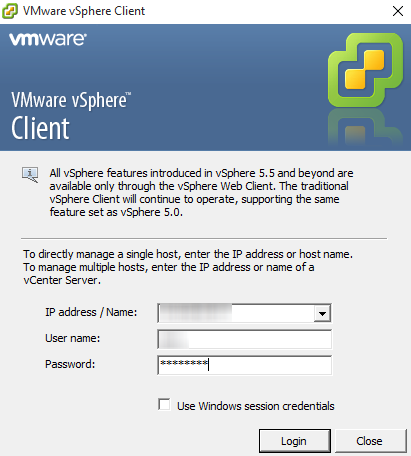 VMware vSphere Client
vmware®
VMware vSphere™
Client
All vSphere features introduced in vSphere 5.5 and beyond are
available only through the vSphere Web Client. The traditional
vSphere Client will continue to operate, supporting the same
feature set as vSphere 5.0.
To directly manage a single host, enter the IP address or host name.
To manage multiple hosts, enter the IP address or name of a
vCenter Server.
IP address / Name:
User name:
Password: ********
Use Windows session credentials
Login Close